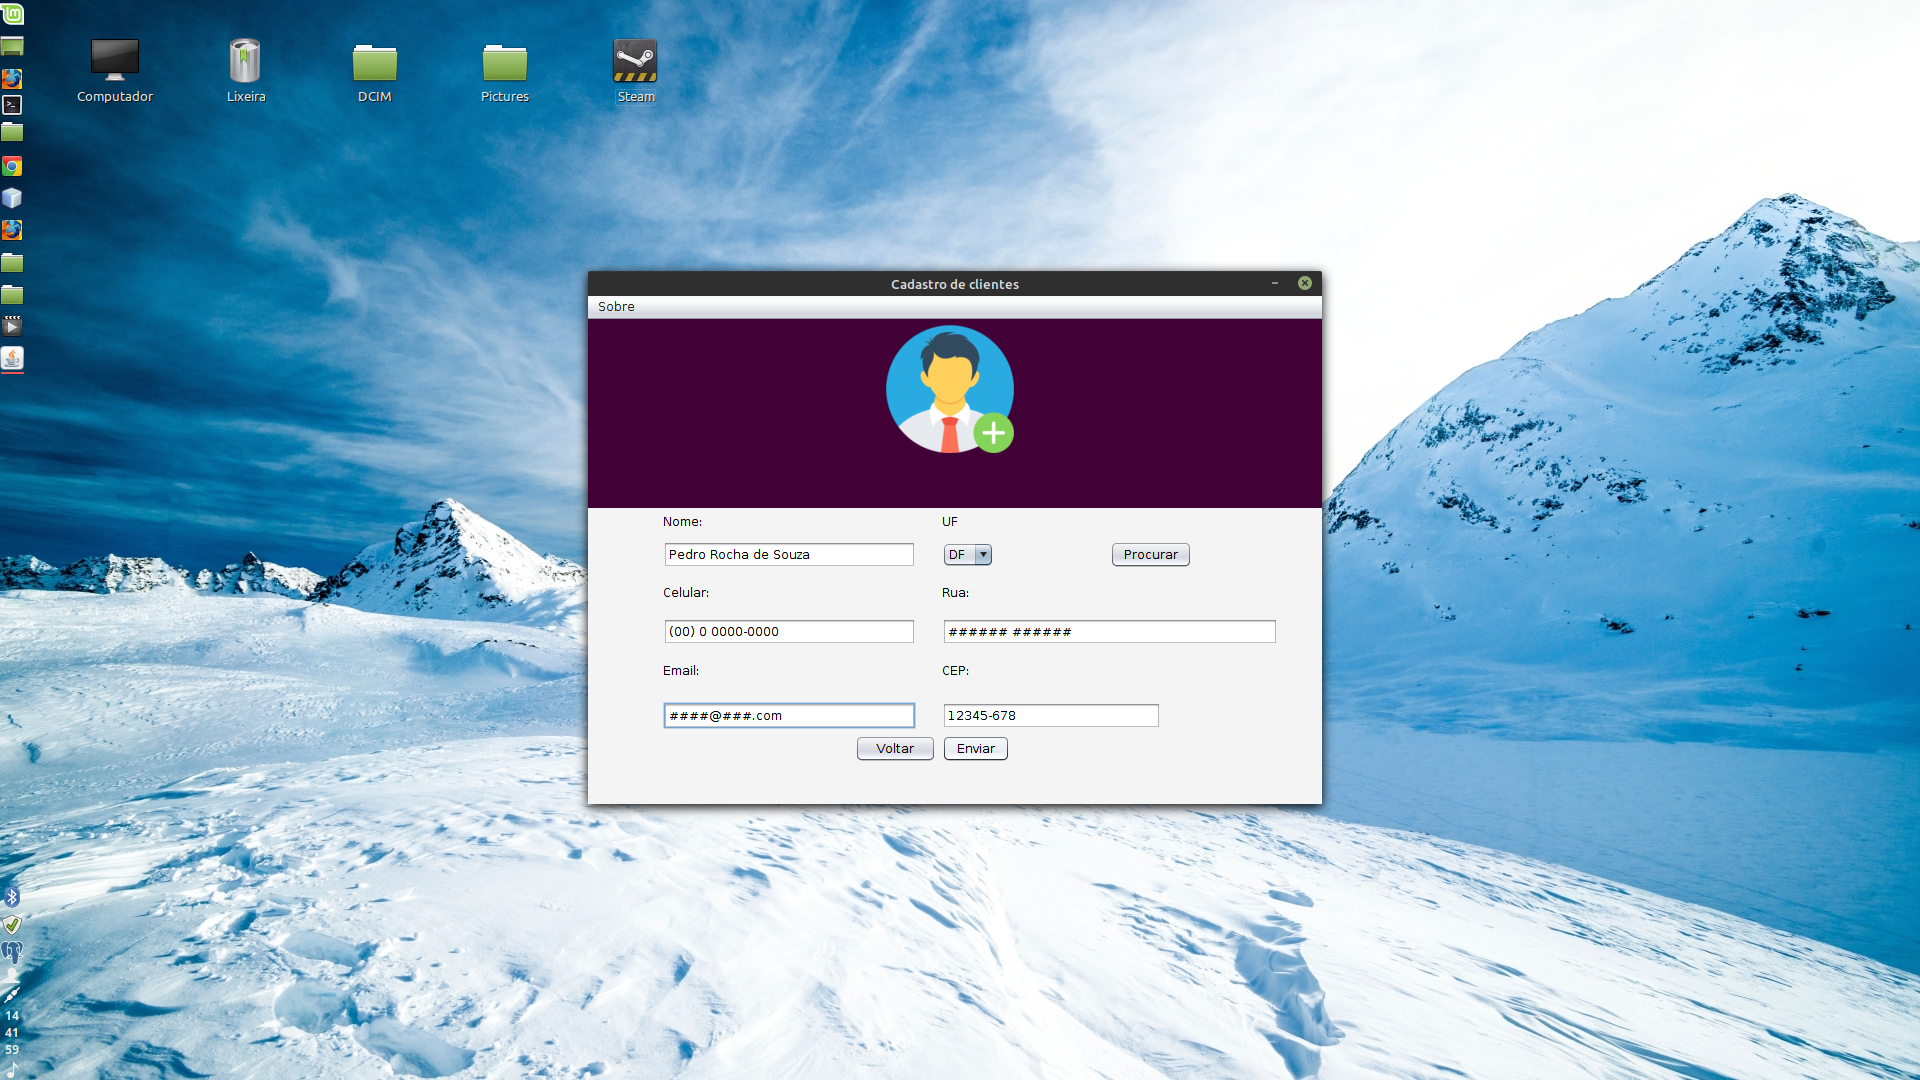 Computador
Lixeira
DCIM
Pictures
Steam
Cadastro de clientes
Sobre
Nome:
UF
Pedro Rocha de Souza
DF
Procurar
Celular:
Rua:
(00) 0 0000-0000
###### ######
Email:
CEP:
####@###.com
12345-678
Voltar
Enviar
14
41
59